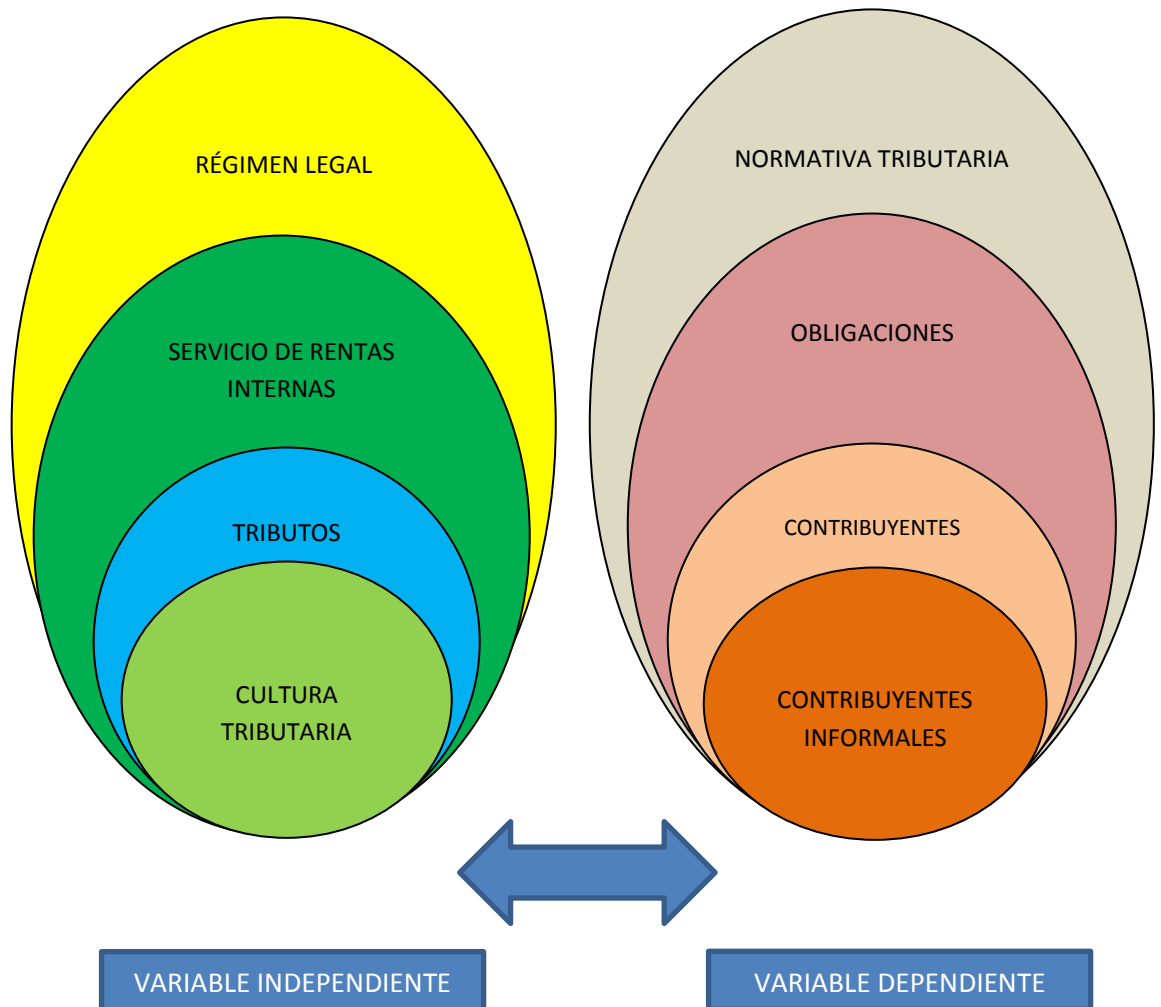 RÉGIMEN LEGAL
SERVICIO DE RENTAS
INTERNAS
TRIBUTOS
CULTURA
TRIBUTARIA
NORMATIVA TRIBUTARIA
OBLIGACIONES
CONTRIBUYENTES
CONTRIBUYENTES
INFORMALES
VARIABLE INDEPENDIENTE
VARIABLE DEPENDIENTE